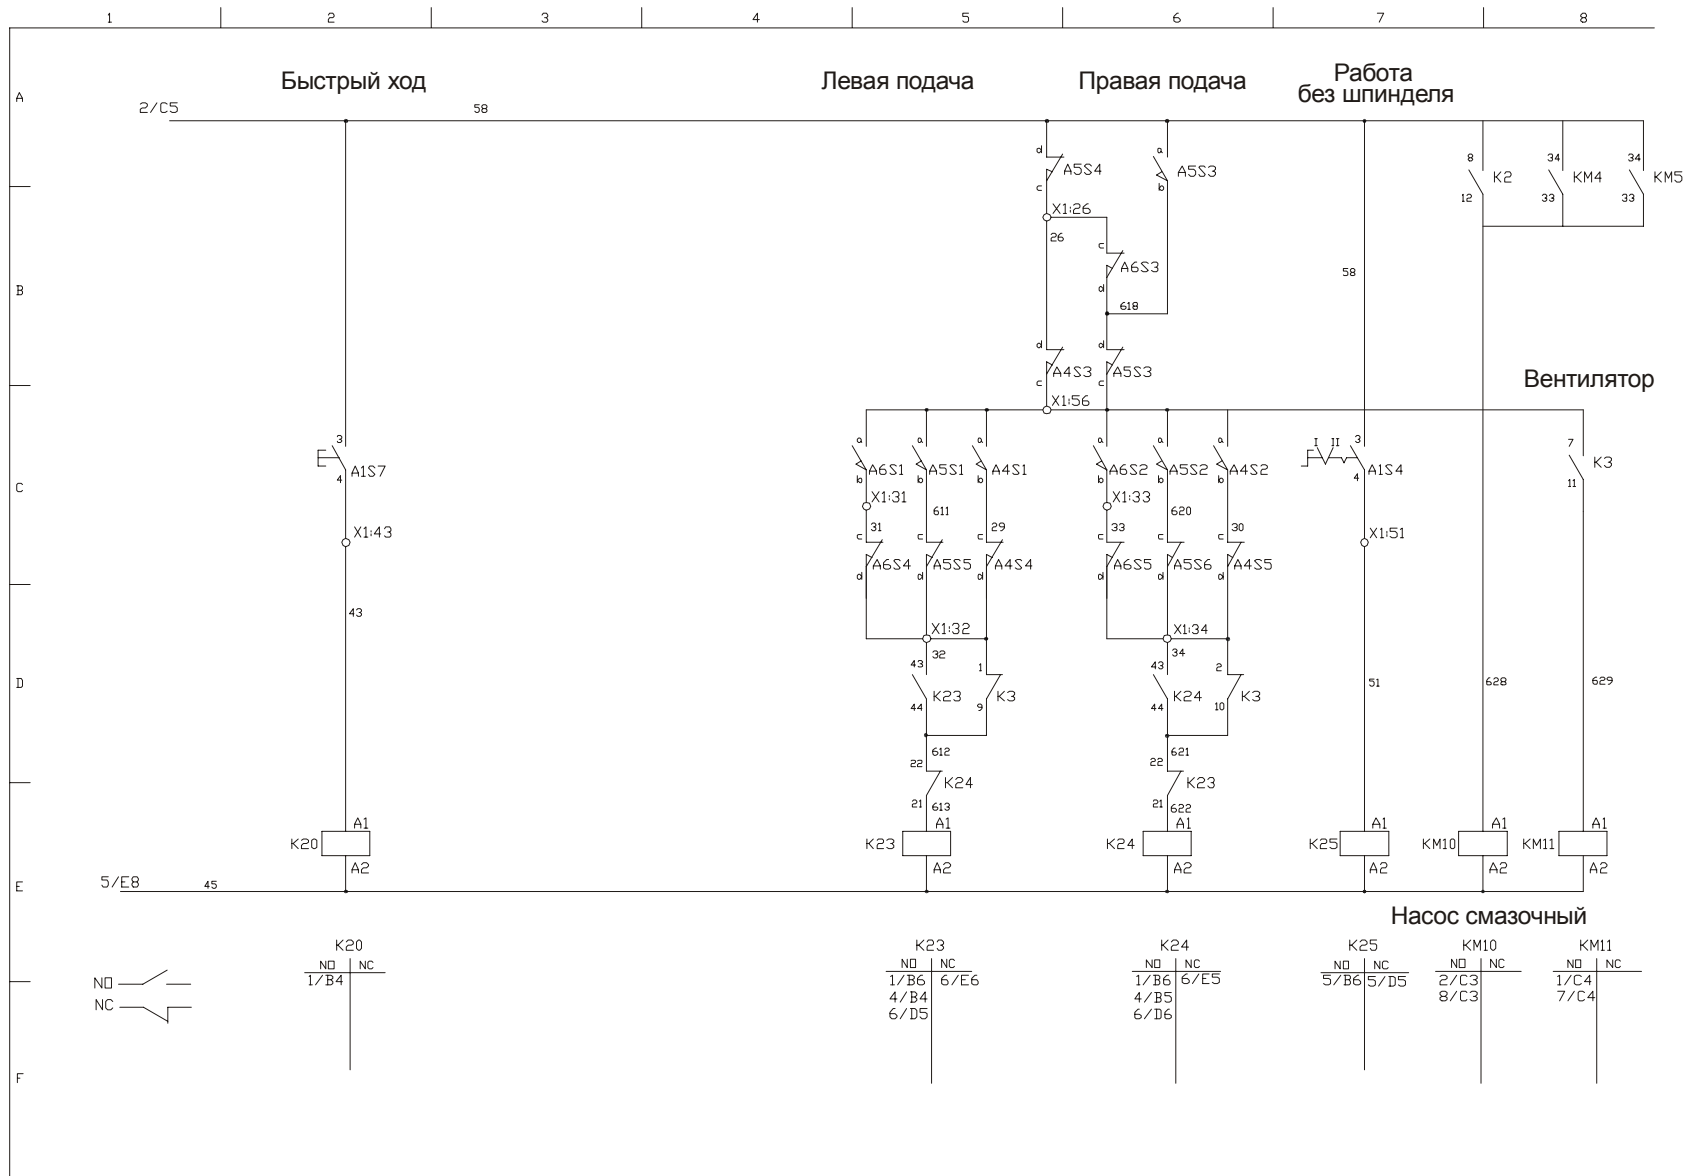 1 2 3 4 5 6 7 8
Быстрый ход
Левая подача
Правая подача
Работа
без шпинделя
A
2/C5
58
d
A5S4
c
a
A5S3
b
8
K2
12
34
KM4
33
34
KM5
33
X1:26
26
c
A6S3
d
618
58
B
d
A4S3
c
d
A5S3
c
X1:56
Вентилятор
3
A1S7
4
a
A6S1
b
a
A5S1
b
a
A4S1
b
a
A6S2
b
a
A5S2
b
a
A4S2
b
I II 3
A1S4
4
7
K3
11
C
X1:31
611
X1:33
620
X1:43
31
29
33
30
X1:51
c
A6S4
d
c
A5S5
d
c
A4S4
d
c
A6S5
d
c
A5S6
d
c
A4S5
d
43
X1:32
32
X1:34
34
D
43
K23
44
1
K3
9
43
K24
44
2
K3
10
51
628
629
612
22
K24
21
613
621
22
K23
21
622
K20
A1
A2
K23
A1
A2
K24
A1
A2
K25
A1
A2
KM10
A1
A2
KM11
A1
A2
E
5/E8
45
Насос смазочный
K20
NO NC
1/B4
K23
NO NC
1/B6 6/E6
4/B4
6/D5
K24
NO NC
1/B6 6/E5
4/B5
6/D6
K25
NO NC
5/B6 5/D5
KM10
NO NC
2/C3
8/C3
KM11
NO NC
1/C4
7/C4
NO
NC
F